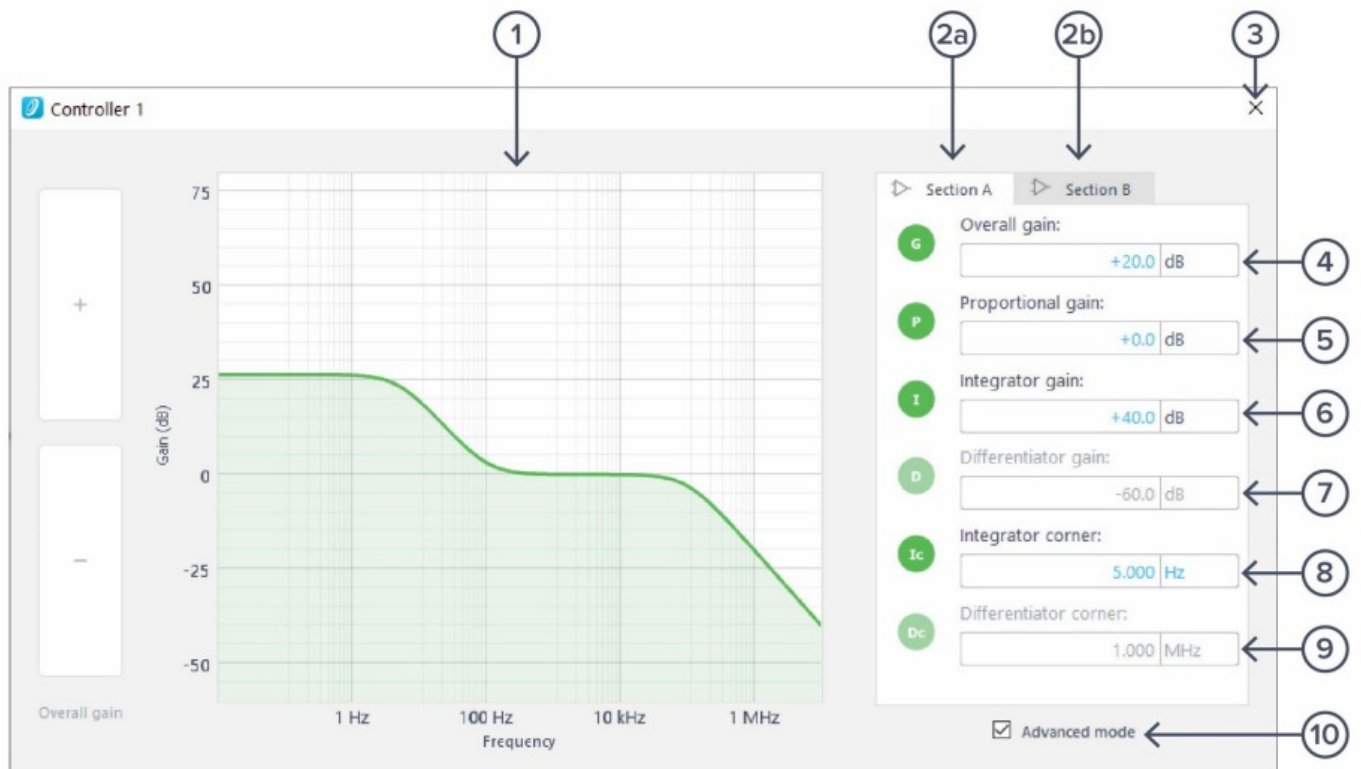 1
2a
2b
3
Controller 1
+
−
Overall gain
75
50
25
0
-25
-50
Gain (dB)
1 Hz
100 Hz
10 kHz
1 MHz
Frequency
Section A
Section B
G
Overall gain:
+20.0 dB
4
P
Proportional gain:
+0.0 dB
5
I
Integrator gain:
+40.0 dB
6
D
Differentiator gain:
-60.0 dB
7
Ic
Integrator corner:
5.000 Hz
8
Dc
Differentiator corner:
1.000 MHz
9
Advanced mode
10